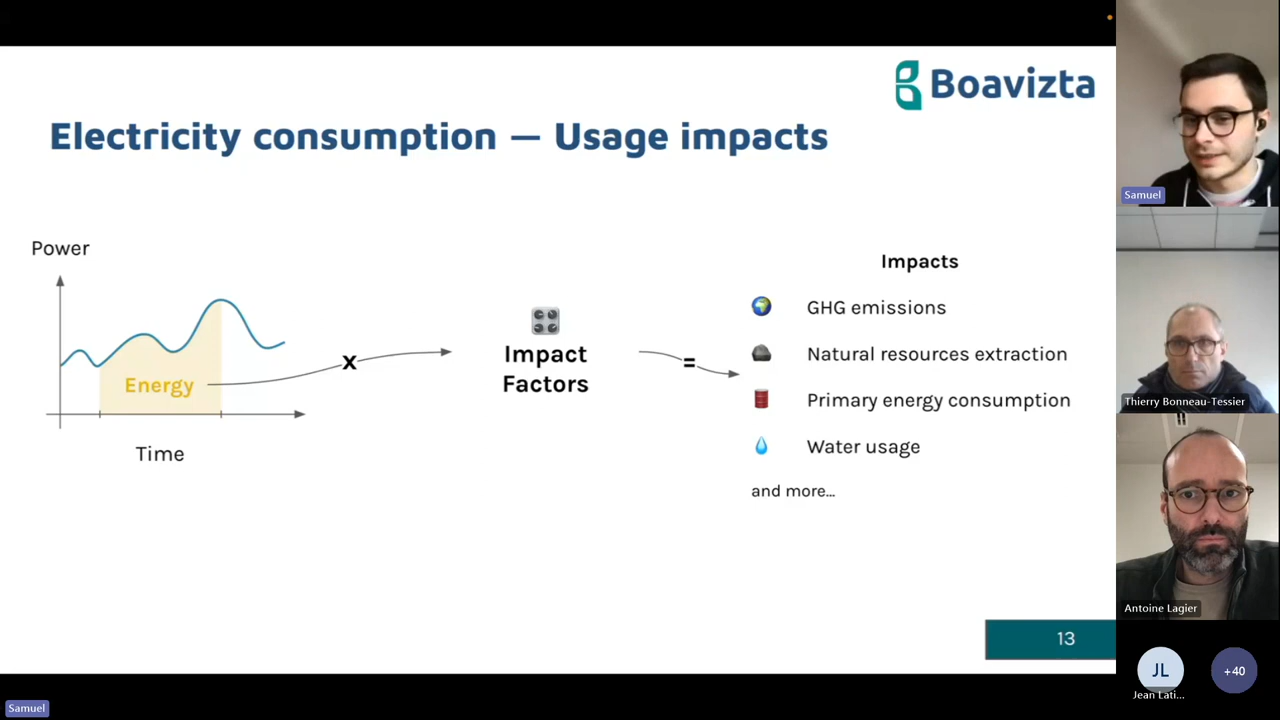 Boavizta
Electricity consumption — Usage impacts
Power
Energy
Time
x
Impact
Factors
=
Impacts
GHG emissions
Natural resources extraction
Primary energy consumption
Water usage
and more...
13
Samuel
Thierry Bonneau-Tessier
Antoine Lagier
JL
Jean Lati...
+40
Samuel